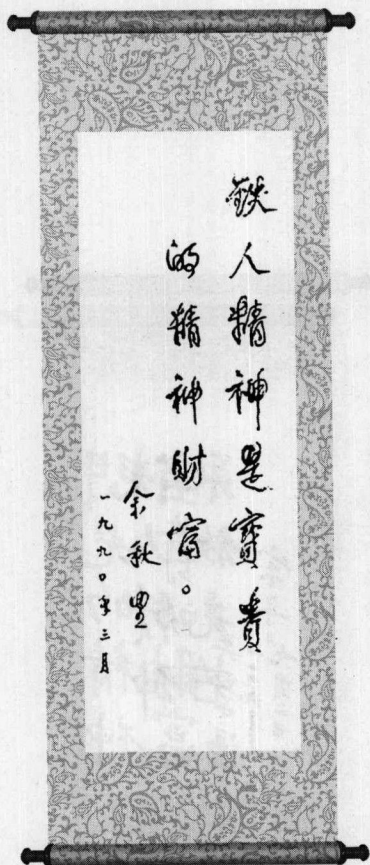 鐵人精神是寶貴
的精神財富。
余秋里
一九九〇年三月